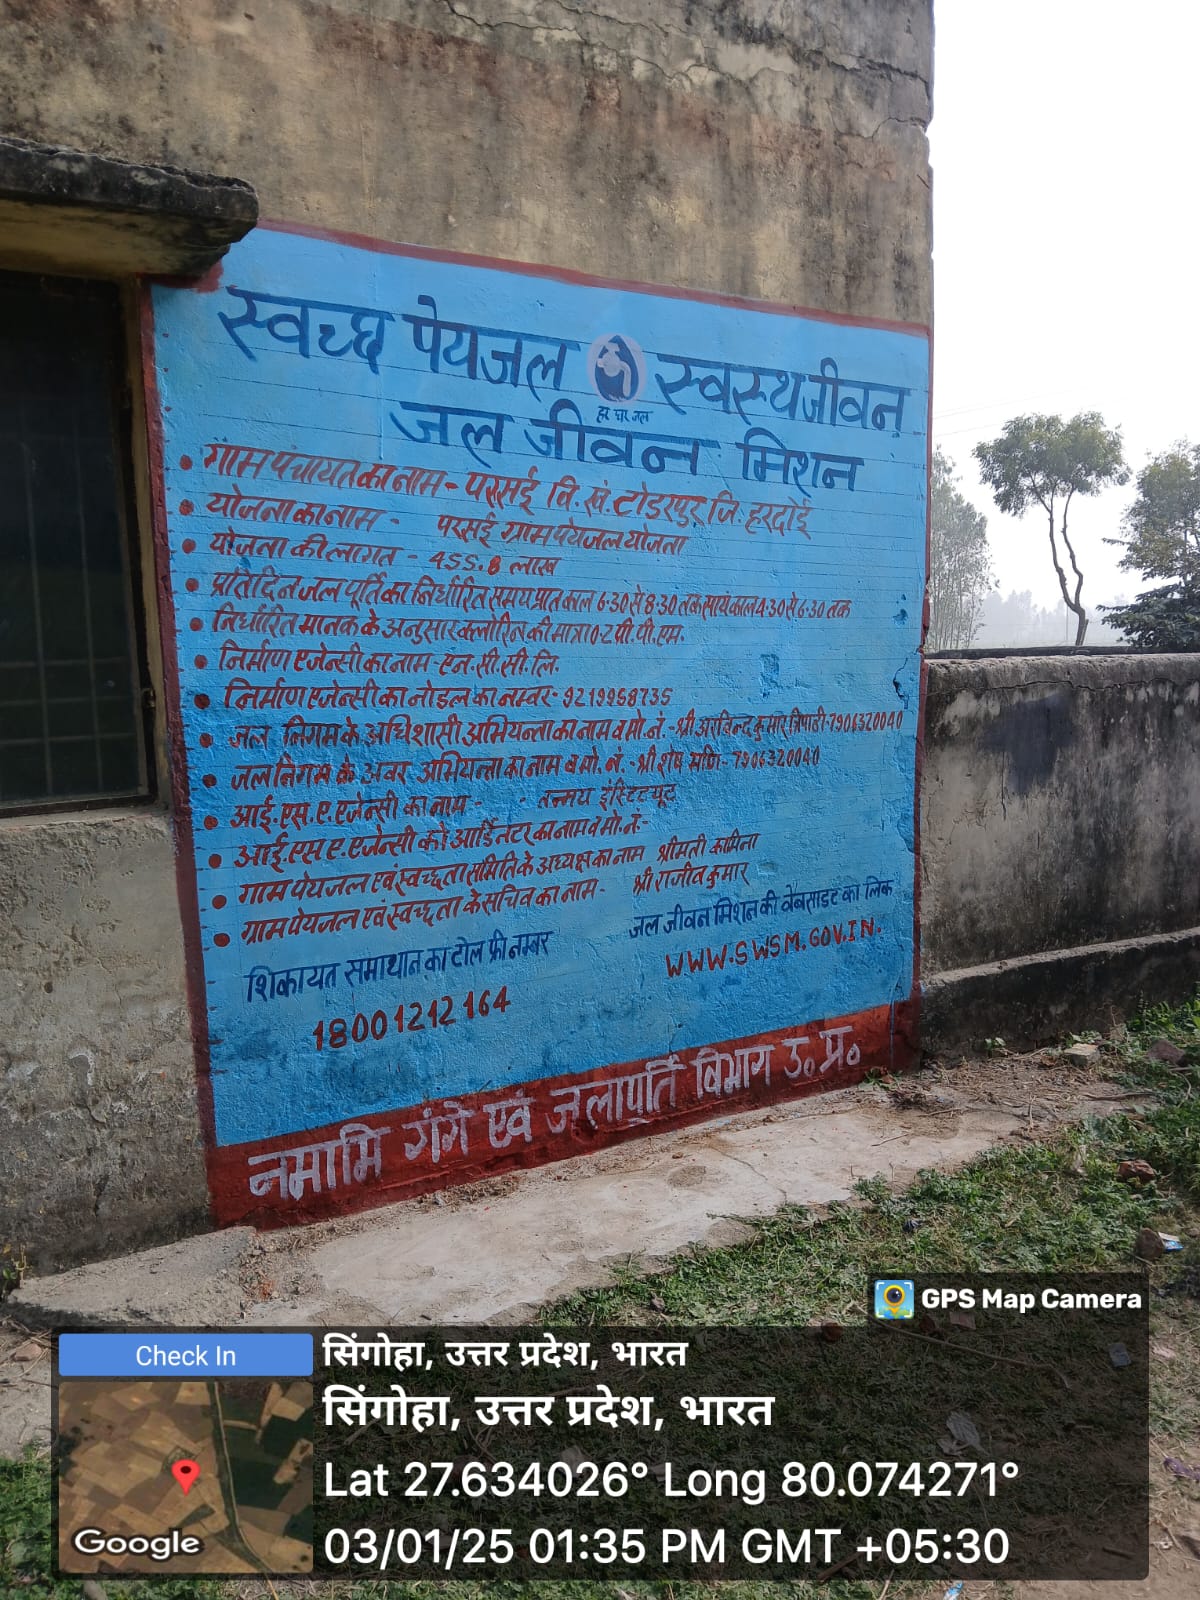 स्वच्छ पेयजल स्वस्थ जीवन
हर घर जल
जल जीवन मिशन
• ग्राम पंचायत का नाम - परसई वि. खं. टोडरपुर जि. हरदोई
• योजना का नाम - परसई ग्राम पेयजल योजना
• योजना की लागत - 455.8 लाख
• प्रतिदिन जल पूर्ति का निर्धारित समय प्रातकाल 6.30 से 8.30 तक सायंकाल 4.30 से 6.30 तक
• निर्धारित मानक के अनुसार क्लोरिन की मात्रा 0.2 पी.पी.एम.
• निर्माण एजेन्सी का नाम - एन.सी.सी.लि.
• निर्माण एजेन्सी का नोडल का नम्बर - 9219958735
• जल निगम के अधिशासी अभियन्ता का नाम व मो. नं. - श्री अरविन्द कुमार त्रिपाठी - 7906320040
• जल निगम के अवर अभियन्ता का नाम व मो. नं. - श्री शेष मणि - 7906320040
• आई.एस.ए. एजेन्सी का नाम - तन्मय इंस्टिटयूट
• आई.एस.ए. एजेन्सी को आर्डिनेटर का नाम व मो. नं. -
• ग्राम पेयजल एवं स्वच्छता समिति के अध्यक्ष का नाम श्रीमती कामिना
• ग्राम पेयजल एवं स्वच्छता के सचिव का नाम - श्री राजीव कुमार
शिकायत समाधान का टोल फ्री नम्बर
18001212164
जल जीवन मिशन की वेबसाइट का लिंक
WWW.SWSM.GOV.IN.
नमामि गंगे एवं जलापूर्ति विभाग उ० प्र०
GPS Map Camera
Check In
Google
सिंगोहा, उत्तर प्रदेश, भारत
सिंगोहा, उत्तर प्रदेश, भारत
Lat 27.634026° Long 80.074271°
03/01/25 01:35 PM GMT +05:30